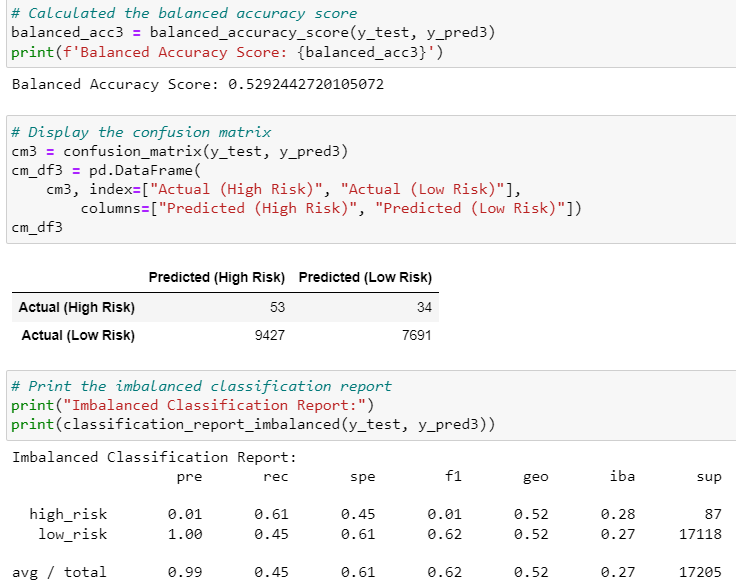 # Calculated the balanced accuracy score
balanced_acc3 = balanced_accuracy_score(y_test, y_pred3)
print(f'Balanced Accuracy Score: {balanced_acc3}')
Balanced Accuracy Score: 0.5292442720105072
# Display the confusion matrix
cm3 = confusion_matrix(y_test, y_pred3)
cm_df3 = pd.DataFrame(
    cm3, index=["Actual (High Risk)", "Actual (Low Risk)"],
        columns=["Predicted (High Risk)", "Predicted (Low Risk)"])
cm_df3
Predicted (High Risk) Predicted (Low Risk)
Actual (High Risk) 53 34
Actual (Low Risk) 9427 7691
# Print the imbalanced classification report
print("Imbalanced Classification Report:")
print(classification_report_imbalanced(y_test, y_pred3))
Imbalanced Classification Report:
pre rec spe f1 geo iba sup
high_risk 0.01 0.61 0.45 0.01 0.52 0.28 87
low_risk 1.00 0.45 0.61 0.62 0.52 0.27 17118
avg / total 0.99 0.45 0.61 0.62 0.52 0.27 17205